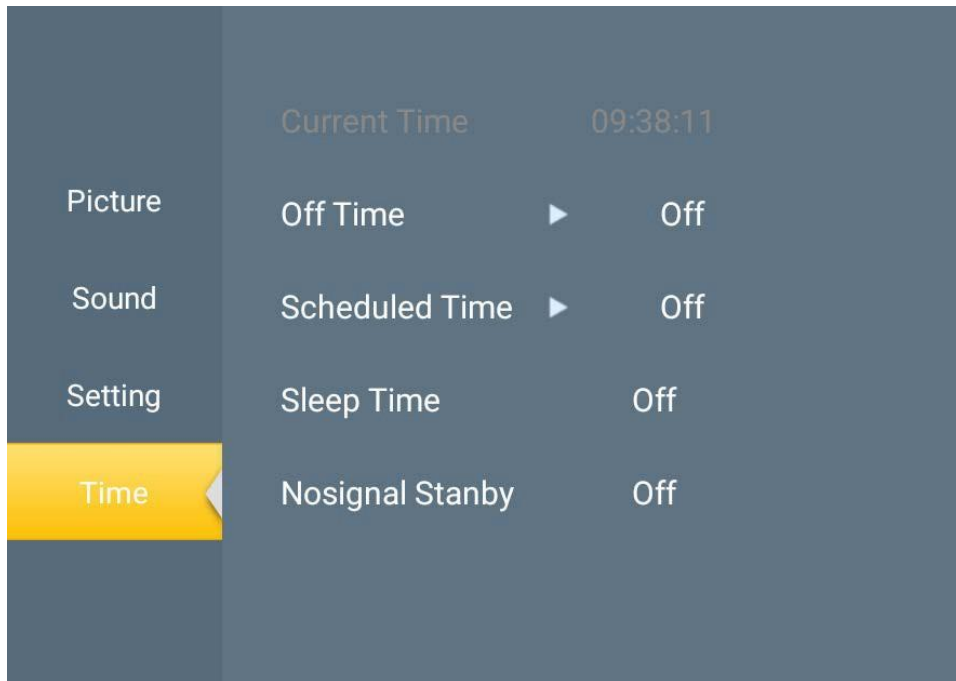 Picture
Sound
Setting
Time
Current Time 09:38:11
Off Time Off
Scheduled Time Off
Sleep Time Off
Nosignal Stanby Off